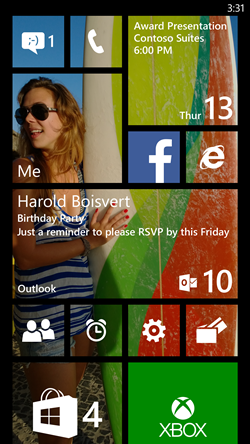 3:31
1
Award Presentation
Contoso Suites
6:00 PM
Thur 13
Me
Harold Boisvert
Birthday Party
Just a reminder to please RSVP by this Friday
Outlook
10
4
XBOX